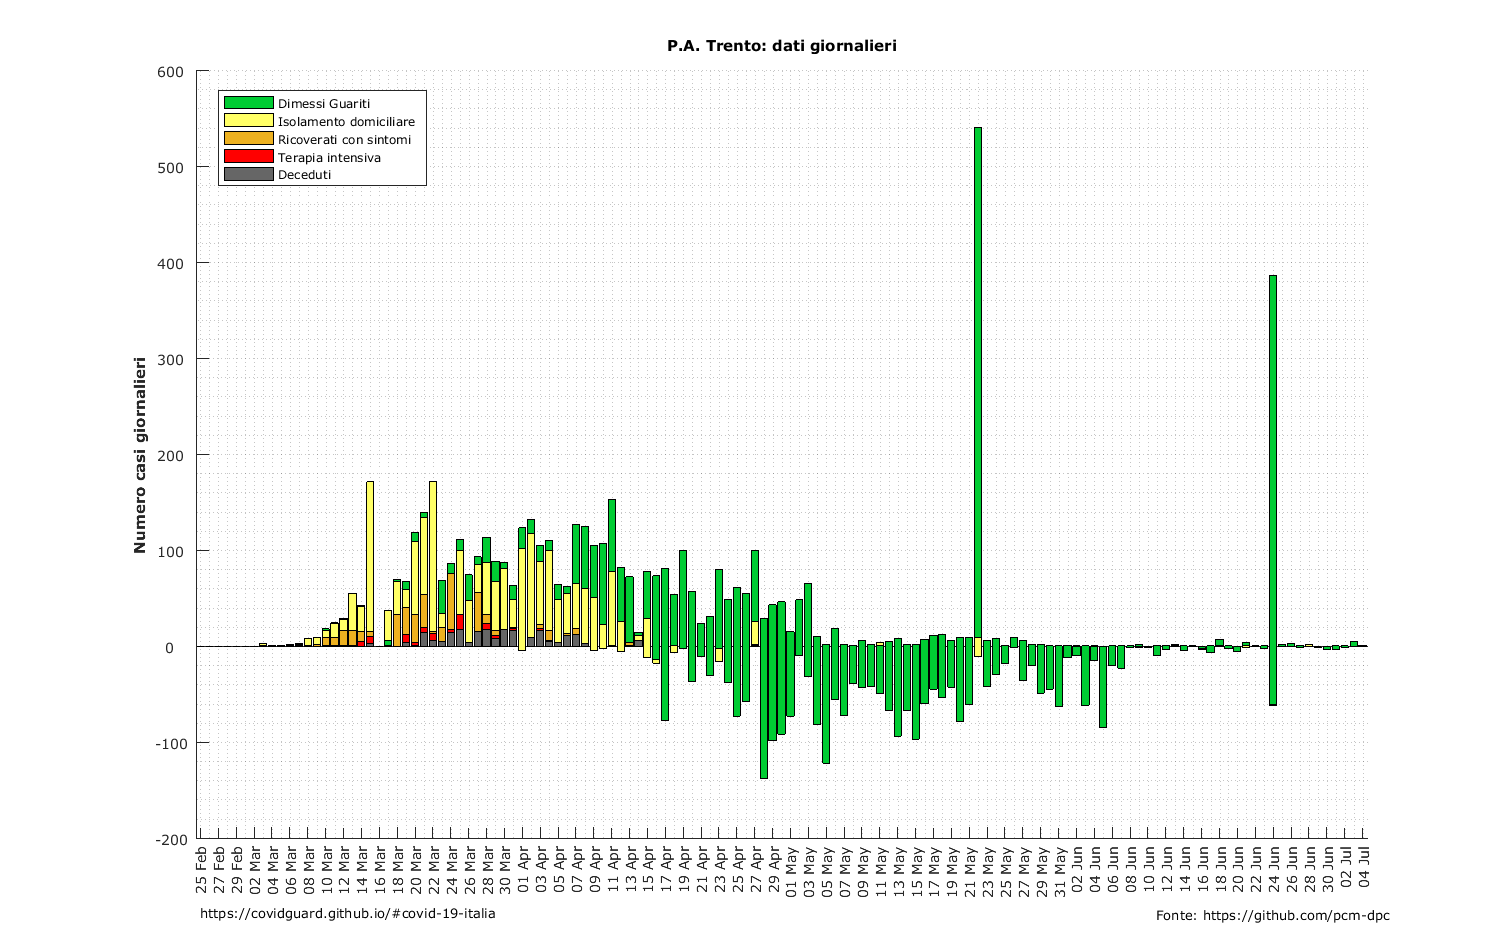 P.A. Trento: dati giornalieri
600
500
400
300
200
100
0
-100
-200
Numero casi giornalieri
Dimessi Guariti
Isolamento domiciliare
Ricoverati con sintomi
Terapia intensiva
Deceduti
25 Feb
27 Feb
29 Feb
02 Mar
04 Mar
06 Mar
08 Mar
10 Mar
12 Mar
14 Mar
16 Mar
18 Mar
20 Mar
22 Mar
24 Mar
26 Mar
28 Mar
30 Mar
01 Apr
03 Apr
05 Apr
07 Apr
09 Apr
11 Apr
13 Apr
15 Apr
17 Apr
19 Apr
21 Apr
23 Apr
25 Apr
27 Apr
29 Apr
01 May
03 May
05 May
07 May
09 May
11 May
13 May
15 May
17 May
19 May
21 May
23 May
25 May
27 May
29 May
31 May
02 Jun
04 Jun
06 Jun
08 Jun
10 Jun
12 Jun
14 Jun
16 Jun
18 Jun
20 Jun
22 Jun
24 Jun
26 Jun
28 Jun
30 Jun
02 Jul
04 Jul
https://covidguard.github.io/#covid-19-italia
Fonte: https://github.com/pcm-dpc